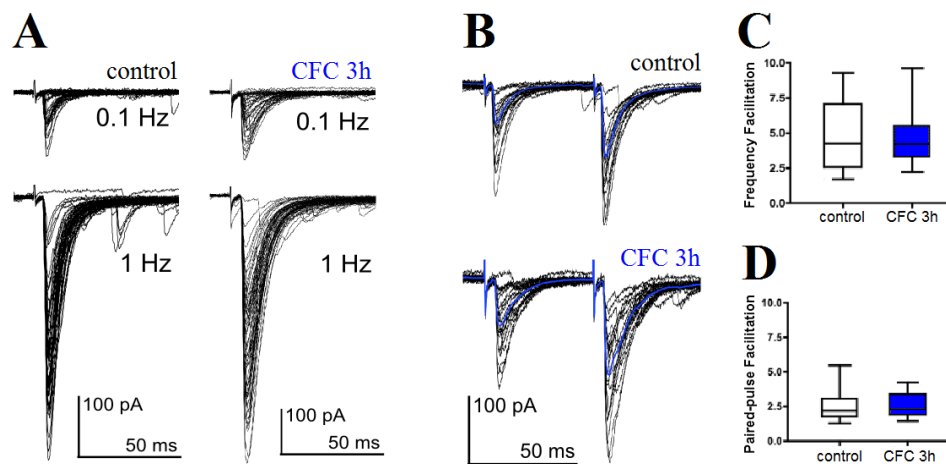 A
control
CFC 3h
0.1 Hz
0.1 Hz
1 Hz
1 Hz
100 pA
50 ms
100 pA
50 ms
B
control
CFC 3h
100 pA
50 ms
C
Frequency Facilitation
10.0
7.5
5.0
2.5
0.0
control
CFC 3h
D
Paired-pulse Facilitation
10.0
7.5
5.0
2.5
0.0
control
CFC 3h